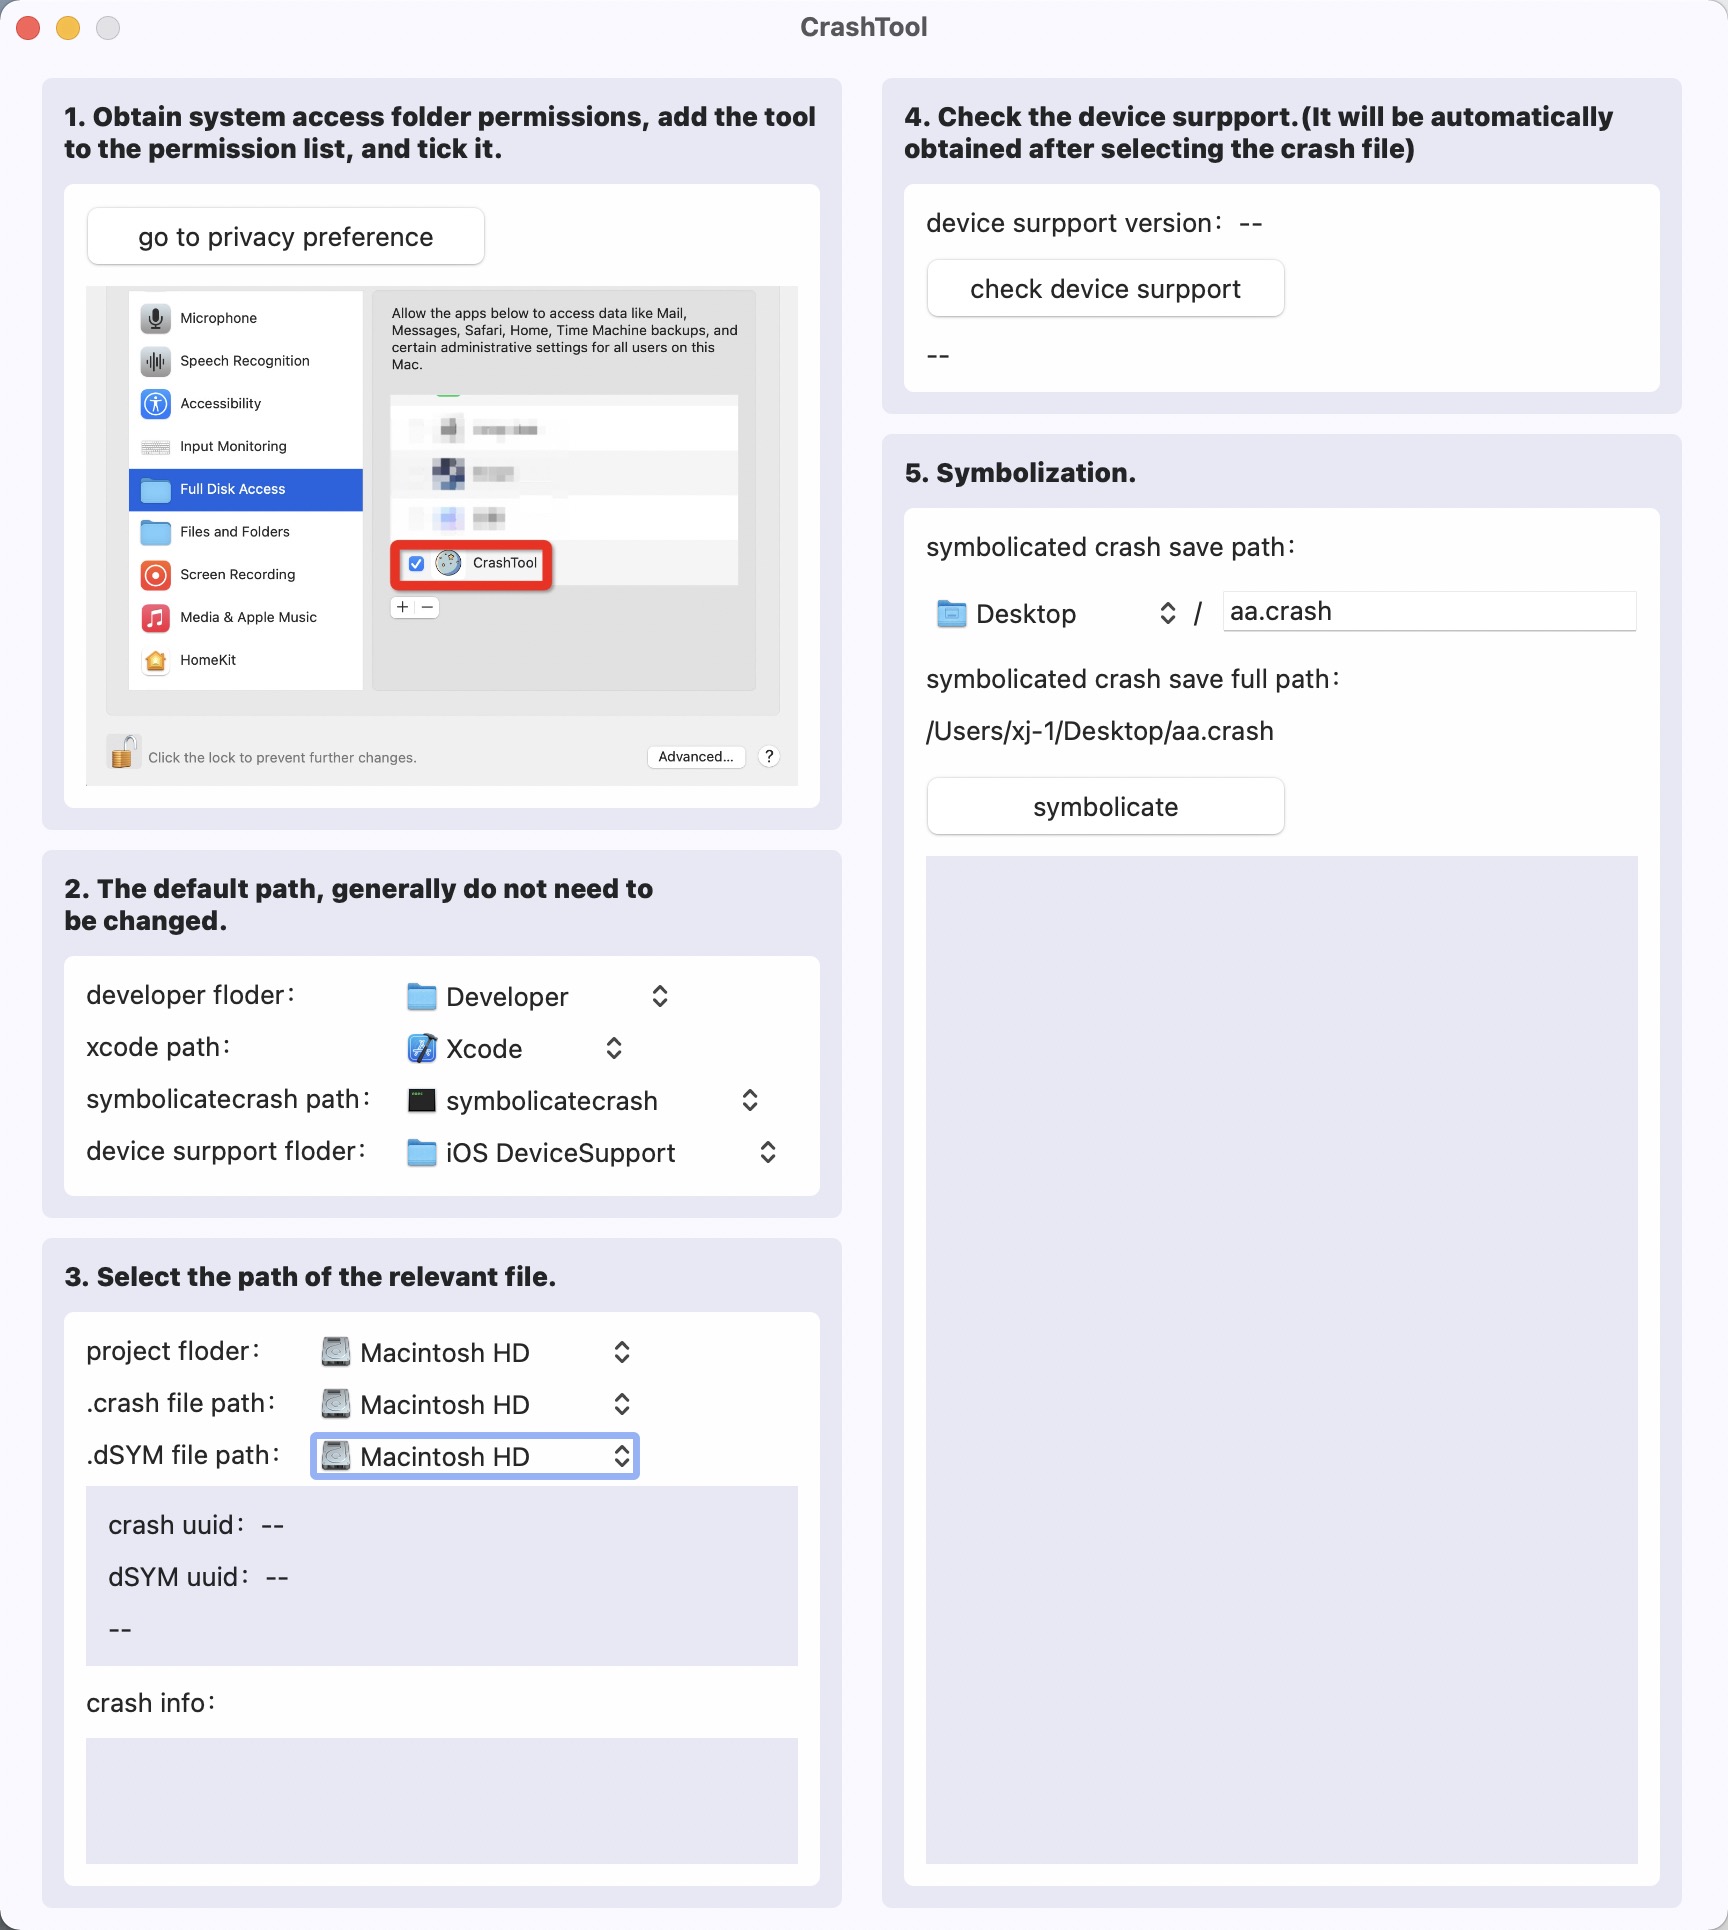 CrashTool
1. Obtain system access folder permissions, add the tool
to the permission list, and tick it.
go to privacy preference
Microphone
Speech Recognition
Accessibility
Input Monitoring
Full Disk Access
Files and Folders
Screen Recording
Media & Apple Music
HomeKit
Allow the apps below to access data like Mail,
Messages, Safari, Home, Time Machine backups, and
certain administrative settings for all users on this
Mac.
CrashTool
+ −
Click the lock to prevent further changes.
Advanced...
?
2. The default path, generally do not need to
be changed.
developer floder:
Developer
xcode path:
Xcode
symbolicatecrash path:
symbolicatecrash
device surpport floder:
iOS DeviceSupport
3. Select the path of the relevant file.
project floder:
Macintosh HD
.crash file path:
Macintosh HD
.dSYM file path:
Macintosh HD
crash uuid: --
dSYM uuid: --
--
crash info:
4. Check the device surpport.(It will be automatically
obtained after selecting the crash file)
device surpport version: --
check device surpport
--
5. Symbolization.
symbolicated crash save path:
Desktop / aa.crash
symbolicated crash save full path:
/Users/xj-1/Desktop/aa.crash
symbolicate